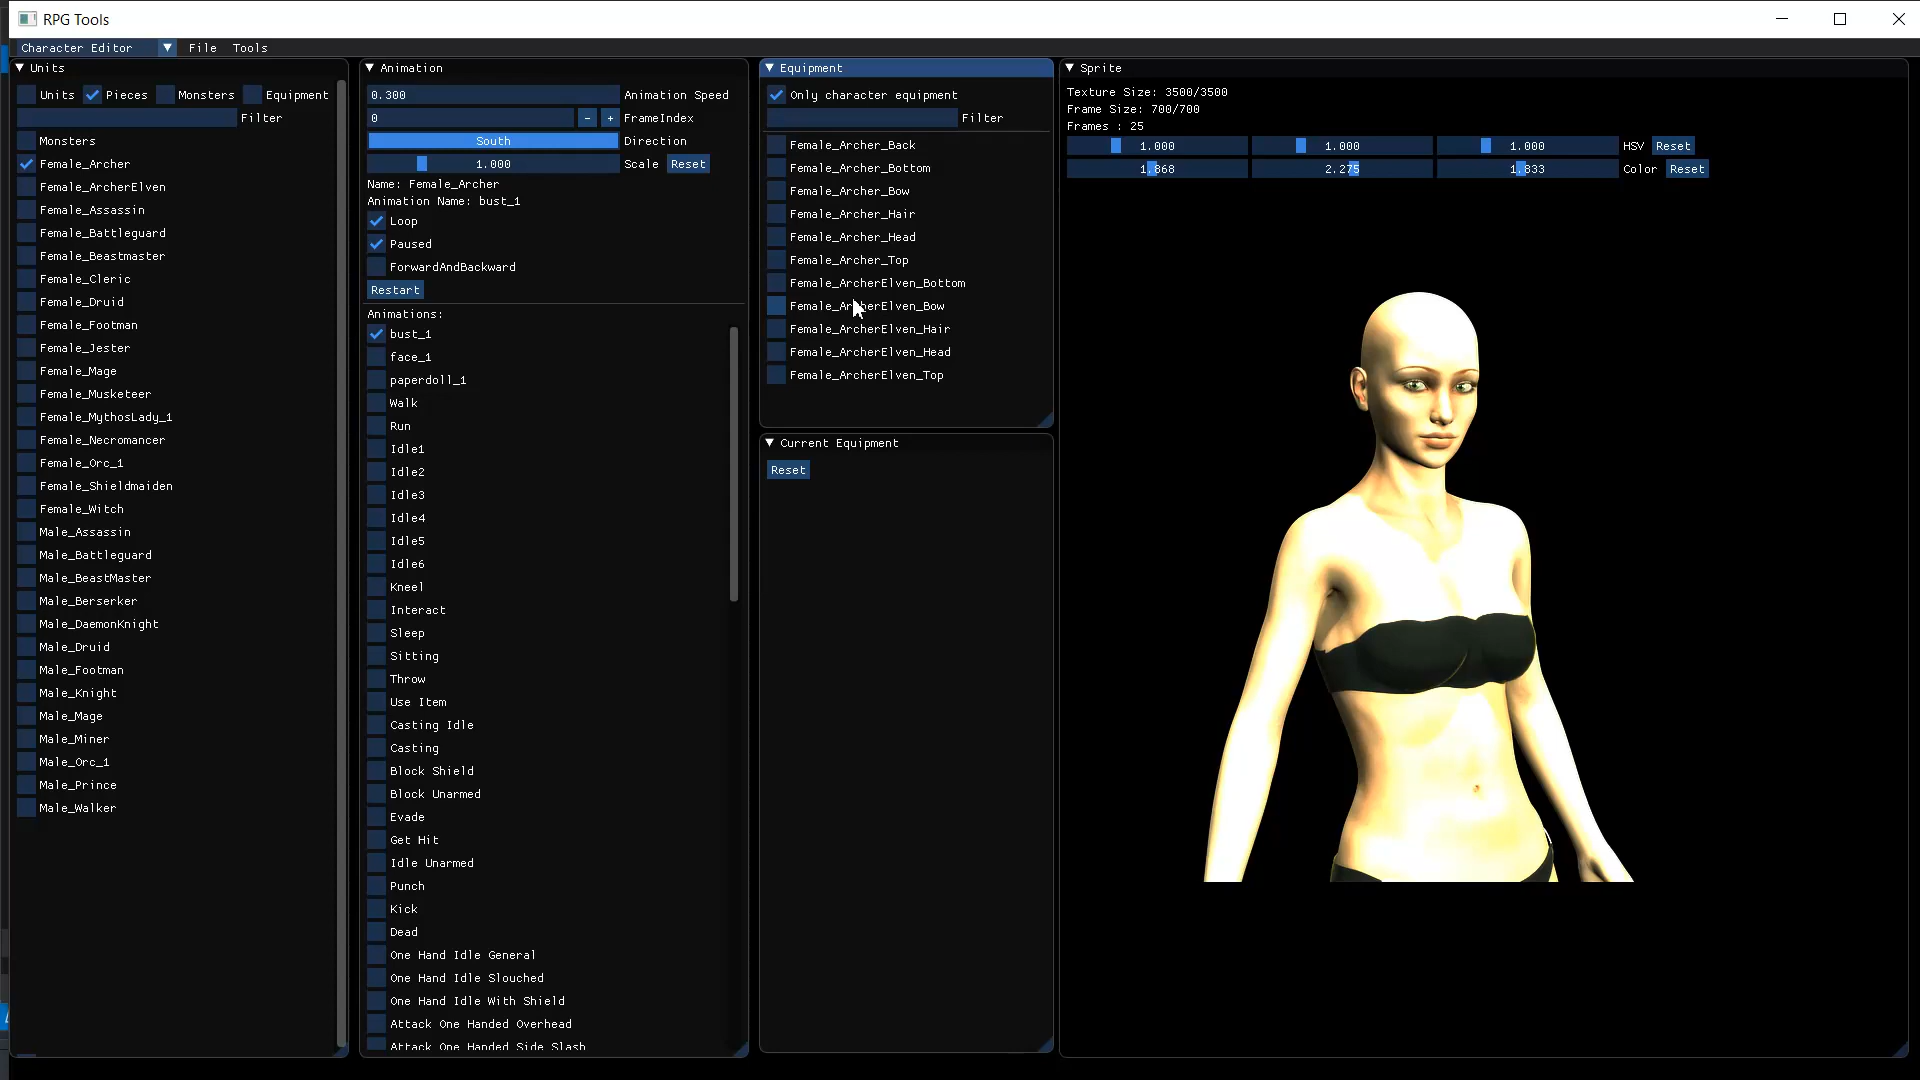 RPG Tools
Character Editor File Tools
Units
Units Pieces Monsters Equipment
Filter
Monsters
Female_Archer
Female_ArcherElven
Female_Assassin
Female_Battleguard
Female_Beastmaster
Female_Cleric
Female_Druid
Female_Footman
Female_Jester
Female_Mage
Female_Musketeer
Female_MythosLady_1
Female_Necromancer
Female_Orc_1
Female_Shieldmaiden
Female_Witch
Male_Assassin
Male_Battleguard
Male_BeastMaster
Male_Berserker
Male_DaemonKnight
Male_Druid
Male_Footman
Male_Knight
Male_Mage
Male_Miner
Male_Orc_1
Male_Prince
Male_Walker
Animation
0.300 Animation Speed
0 - + FrameIndex
South Direction
1.000 Scale Reset
Name: Female_Archer
Animation Name: bust_1
Loop
Paused
ForwardAndBackward
Restart
Animations:
bust_1
face_1
paperdoll_1
Walk
Run
Idle1
Idle2
Idle3
Idle4
Idle5
Idle6
Kneel
Interact
Sleep
Sitting
Throw
Use Item
Casting Idle
Casting
Block Shield
Block Unarmed
Evade
Get Hit
Idle Unarmed
Punch
Kick
Dead
One Hand Idle General
One Hand Idle Slouched
One Hand Idle With Shield
Attack One Handed Overhead
Attack One Handed Side Slash
Equipment
Only character equipment
Filter
Female_Archer_Back
Female_Archer_Bottom
Female_Archer_Bow
Female_Archer_Hair
Female_Archer_Head
Female_Archer_Top
Female_ArcherElven_Bottom
Female_ArcherElven_Bow
Female_ArcherElven_Hair
Female_ArcherElven_Head
Female_ArcherElven_Top
Current Equipment
Reset
Sprite
Texture Size: 3500/3500
Frame Size: 700/700
Frames : 25
1.000 1.000 1.000 HSV Reset
1.868 2.275 1.833 Color Reset